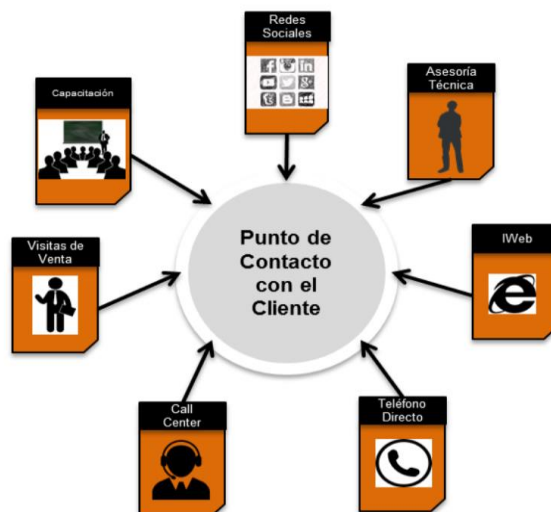 Redes
Sociales
Asesoría
Técnica
Capacitación
Punto de
Contacto
con el
Cliente
Visitas de
Venta
IWeb
Call
Center
Teléfono
Directo